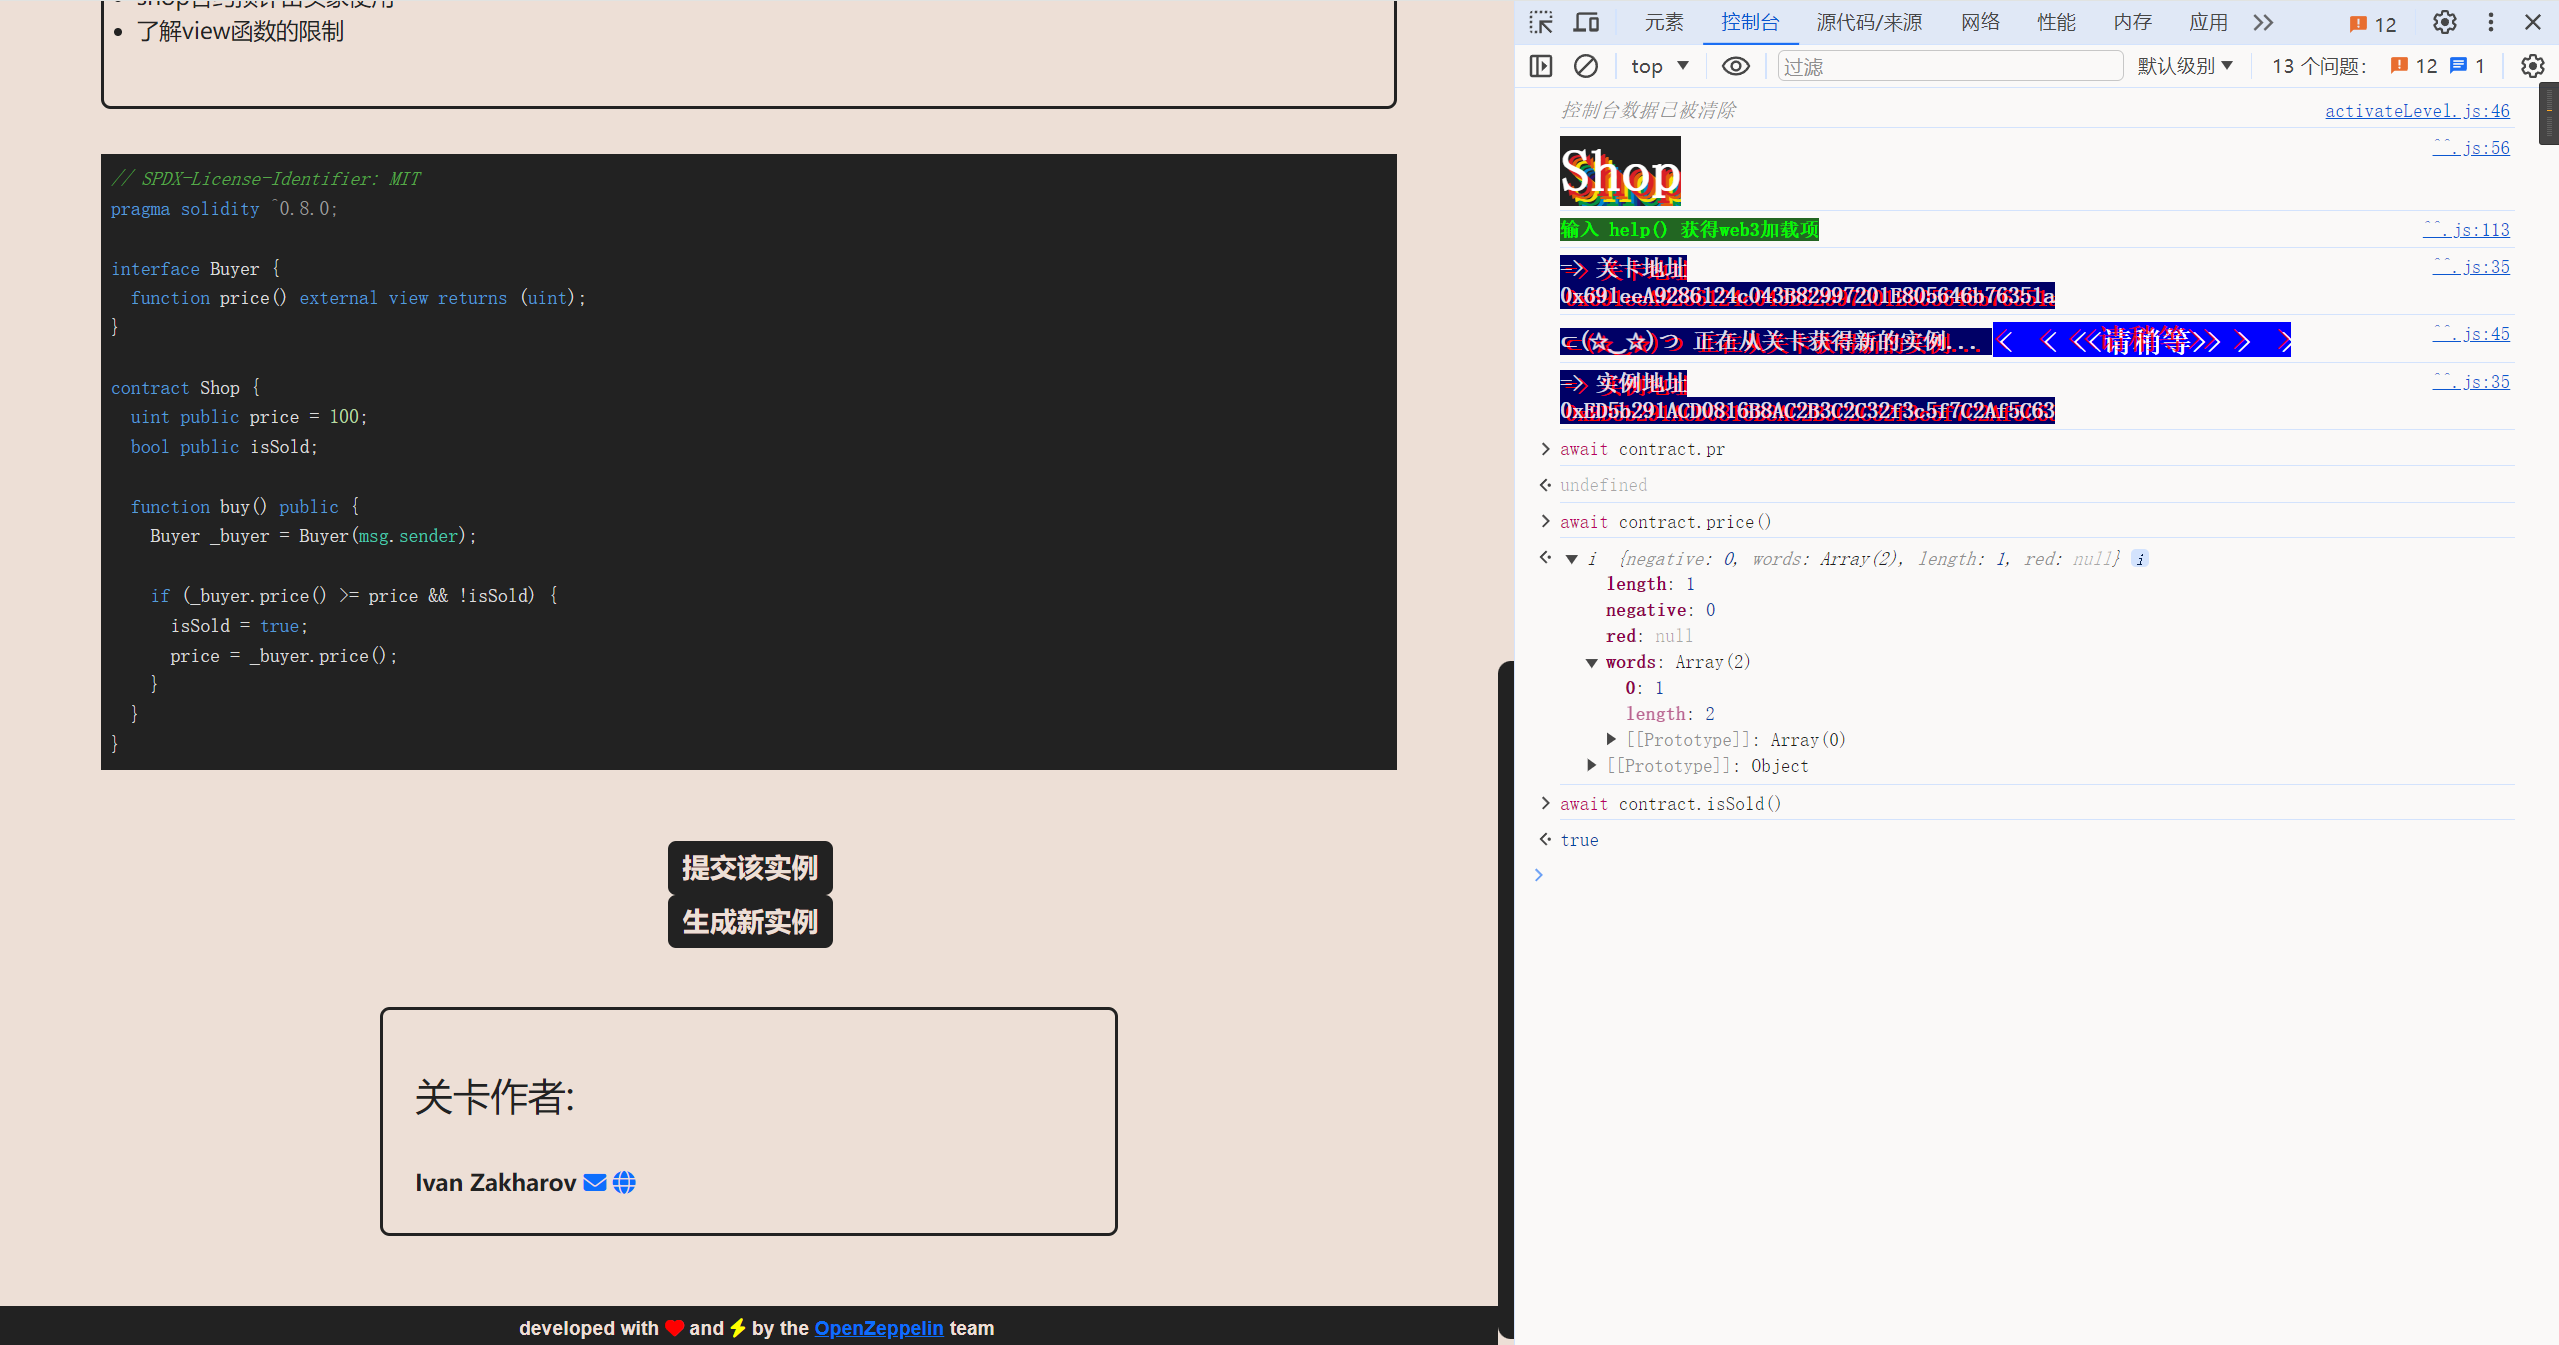 了解view函数的限制
// SPDX-License-Identifier: MIT
pragma solidity ^0.8.0;
interface Buyer {
function price() external view returns (uint);
}
contract Shop {
uint public price = 100;
bool public isSold;
function buy() public {
Buyer _buyer = Buyer(msg.sender);
if (_buyer.price() >= price && !isSold) {
isSold = true;
price = _buyer.price();
}
}
}
提交该实例
生成新实例
关卡作者:
Ivan Zakharov
developed with ❤ and ⚡ by the OpenZeppelin team
元素 控制台 源代码/来源 网络 性能 内存 应用 12
top 过滤 默认级别 13 个问题: 12 1
控制台数据已被清除 activateLevel.js:46
Shop ^^.js:56
输入 help() 获得web3加载项 ^^.js:113
=> 关卡地址 ^^.js:35
0x691eeA9286124c043B82997201E805646b76351a
⊂(☆‿☆)つ 正在从关卡获得新的实例... < < <<请稍等>> > > ^^.js:45
=> 实例地址 ^^.js:35
0xED5b291ACD0816B8AC2B3C2C32f3c5f7C2Af5C63
> await contract.pr
undefined
> await contract.price()
i {negative: 0, words: Array(2), length: 1, red: null} i
length: 1
negative: 0
red: null
words: Array(2)
0: 1
length: 2
[[Prototype]]: Array(0)
[[Prototype]]: Object
> await contract.isSold()
true
>